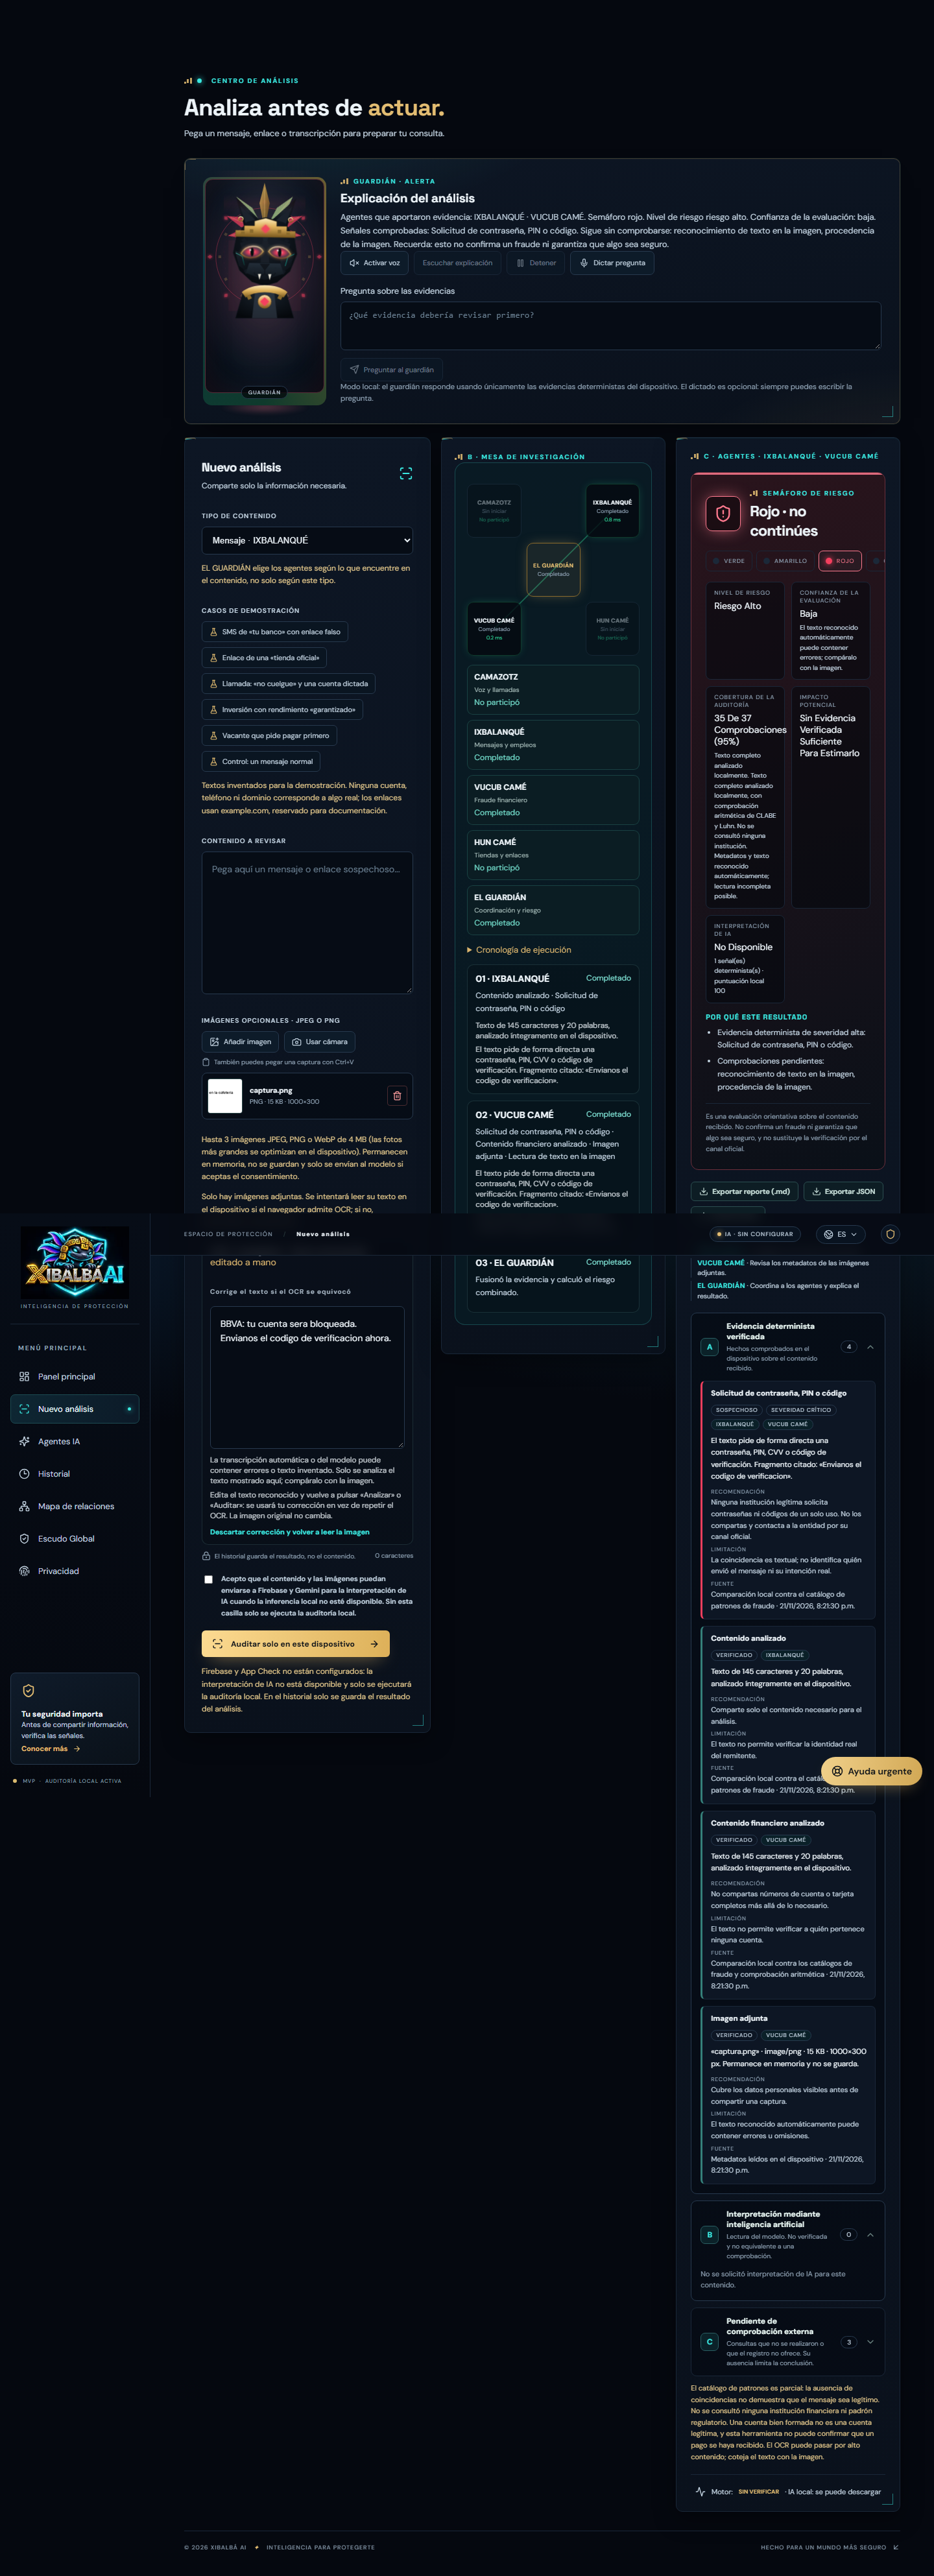 CENTRO DE ANÁLISIS
Analiza antes de actuar.
Pega un mensaje, enlace o transcripción para preparar tu consulta.
GUARDIÁN
GUARDIÁN · ALERTA
Explicación del análisis
Agentes que aportaron evidencia: IXBALANQUÉ · VUCUB CAMÉ. Semáforo rojo. Nivel de riesgo riesgo alto. Confianza de la evaluación: baja.
Señales comprobadas: Solicitud de contraseña, PIN o código. Sigue sin comprobarse: reconocimiento de texto en la imagen, procedencia
de la imagen. Recuerda: esto no confirma un fraude ni garantiza que algo sea seguro.
Activar voz
Escuchar explicación
Detener
Dictar pregunta
Pregunta sobre las evidencias
¿Qué evidencia debería revisar primero?
Preguntar al guardián
Modo local: el guardián responde usando únicamente las evidencias deterministas del dispositivo. El dictado es opcional: siempre puedes escribir la
pregunta.
Nuevo análisis
Comparte solo la información necesaria.
TIPO DE CONTENIDO
Mensaje · IXBALANQUÉ
EL GUARDIÁN elige los agentes según lo que encuentre en
el contenido, no solo según este tipo.
CASOS DE DEMOSTRACIÓN
SMS de «tu banco» con enlace falso
Enlace de una «tienda oficial»
Llamada: «no cuelgue» y una cuenta dictada
Inversión con rendimiento «garantizado»
Vacante que pide pagar primero
Control: un mensaje normal
Textos inventados para la demostración. Ninguna cuenta,
teléfono ni dominio corresponde a algo real; los enlaces
usan example.com, reservado para documentación.
CONTENIDO A REVISAR
Pega aquí un mensaje o enlace sospechoso...
IMÁGENES OPCIONALES · JPEG O PNG
Añadir imagen
Usar cámara
También puedes pegar una captura con Ctrl+V
en la cafeteria
captura.png
PNG · 15 KB · 1000×300
Hasta 3 imágenes JPEG, PNG o WebP de 4 MB (las fotos
más grandes se optimizan en el dispositivo). Permanecen
en memoria, no se guardan y solo se envían al modelo si
aceptas el consentimiento.
Solo hay imágenes adjuntas. Se intentará leer su texto en
el dispositivo si el navegador admite OCR; si no,
editado a mano
Corrige el texto si el OCR se equivocó
BBVA: tu cuenta sera bloqueada.
Envianos el codigo de verificacion ahora.
La transcripción automática o del modelo puede
contener errores o texto inventado. Solo se analiza el
texto mostrado aquí; compáralo con la imagen.
Edita el texto reconocido y vuelve a pulsar «Analizar» o
«Auditar»: se usará tu corrección en vez de repetir el
OCR. La imagen original no cambia.
Descartar corrección y volver a leer la imagen
El historial guarda el resultado, no el contenido.
0 caracteres
Acepto que el contenido y las imágenes puedan
enviarse a Firebase y Gemini para la interpretación de
IA cuando la inferencia local no esté disponible. Sin esta
casilla solo se ejecuta la auditoría local.
Auditar solo en este dispositivo
Firebase y App Check no están configurados: la
interpretación de IA no está disponible y solo se ejecutará
la auditoría local. En el historial solo se guarda el resultado
del análisis.
B · MESA DE INVESTIGACIÓN
CAMAZOTZ
Sin iniciar
No participó
IXBALANQUÉ
Completado
0.8 ms
EL GUARDIÁN
Completado
VUCUB CAMÉ
Completado
0.2 ms
HUN CAMÉ
Sin iniciar
No participó
CAMAZOTZ
Voz y llamadas
No participó
IXBALANQUÉ
Mensajes y empleos
Completado
VUCUB CAMÉ
Fraude financiero
Completado
HUN CAMÉ
Tiendas y enlaces
No participó
EL GUARDIÁN
Coordinación y riesgo
Completado
Cronología de ejecución
01 · IXBALANQUÉ
Completado
Contenido analizado · Solicitud de
contraseña, PIN o código
Texto de 145 caracteres y 20 palabras,
analizado íntegramente en el dispositivo.
El texto pide de forma directa una
contraseña, PIN, CVV o código de
verificación. Fragmento citado: «Envianos el
codigo de verificacion».
02 · VUCUB CAMÉ
Completado
Solicitud de contraseña, PIN o código ·
Contenido financiero analizado · Imagen
adjunta · Lectura de texto en la imagen
El texto pide de forma directa una
contraseña, PIN, CVV o código de
verificación. Fragmento citado: «Envianos el
codigo de verificacion».
03 · EL GUARDIÁN
Completado
Fusionó la evidencia y calculó el riesgo
combinado.
C · AGENTES · IXBALANQUÉ · VUCUB CAMÉ
SEMÁFORO DE RIESGO
Rojo · no
continúes
VERDE
AMARILLO
ROJO
NIVEL DE RIESGO
Riesgo Alto
CONFIANZA DE LA
EVALUACIÓN
Baja
El texto reconocido
automáticamente
puede contener
errores; compáralo
con la imagen.
COBERTURA DE LA
AUDITORÍA
35 De 37
Comprobaciones
(95%)
Texto completo
analizado
localmente. Texto
completo analizado
localmente, con
comprobación
aritmética de CLABE
y Luhn. No se
consultó ninguna
institución.
Metadatos y texto
reconocido
automáticamente;
lectura incompleta
posible.
IMPACTO
POTENCIAL
Sin Evidencia
Verificada
Suficiente
Para Estimarlo
INTERPRETACIÓN
DE IA
No Disponible
1 señal(es)
determinista(s) ·
puntuación local
100
POR QUÉ ESTE RESULTADO
Evidencia determinista de severidad alta:
Solicitud de contraseña, PIN o código.
Comprobaciones pendientes:
reconocimiento de texto en la imagen,
procedencia de la imagen.
Es una evaluación orientativa sobre el contenido
recibido. No confirma un fraude ni garantiza que
algo sea seguro, y no sustituye la verificación por el
canal oficial.
Exportar reporte (.md)
Exportar JSON
VUCUB CAMÉ · Revisa los metadatos de las imágenes
adjuntas.
EL GUARDIÁN · Coordina a los agentes y explica el
resultado.
A
Evidencia determinista
verificada
Hechos comprobados en el
dispositivo sobre el contenido
recibido.
4
Solicitud de contraseña, PIN o código
SOSPECHOSO
SEVERIDAD CRÍTICO
IXBALANQUÉ
VUCUB CAMÉ
El texto pide de forma directa una
contraseña, PIN, CVV o código de
verificación. Fragmento citado: «Envianos el
codigo de verificacion».
RECOMENDACIÓN
Ninguna institución legítima solicita
contraseñas ni códigos de un solo uso. No los
compartas y contacta a la entidad por su
canal oficial.
LIMITACIÓN
La coincidencia es textual; no identifica quién
envió el mensaje ni su intención real.
FUENTE
Comparación local contra el catálogo de
patrones de fraude · 21/11/2026, 8:21:30 p.m.
Contenido analizado
VERIFICADO
IXBALANQUÉ
Texto de 145 caracteres y 20 palabras,
analizado íntegramente en el dispositivo.
RECOMENDACIÓN
Comparte solo el contenido necesario para el
análisis.
LIMITACIÓN
El texto no permite verificar la identidad real
del remitente.
FUENTE
Comparación local contra el catál
patrones de fraude · 21/11/2026, 8:21:30 p.m.
Contenido financiero analizado
VERIFICADO
VUCUB CAMÉ
Texto de 145 caracteres y 20 palabras,
analizado íntegramente en el dispositivo.
RECOMENDACIÓN
No compartas números de cuenta o tarjeta
completos más allá de lo necesario.
LIMITACIÓN
El texto no permite verificar a quién pertenece
ninguna cuenta.
FUENTE
Comparación local contra los catálogos de
fraude y comprobación aritmética · 21/11/2026,
8:21:30 p.m.
Imagen adjunta
VERIFICADO
VUCUB CAMÉ
«captura.png» · image/png · 15 KB · 1000×300
px. Permanece en memoria y no se guarda.
RECOMENDACIÓN
Cubre los datos personales visibles antes de
compartir una captura.
LIMITACIÓN
El texto reconocido automáticamente puede
contener errores u omisiones.
FUENTE
Metadatos leídos en el dispositivo · 21/11/2026,
8:21:30 p.m.
B
Interpretación mediante
inteligencia artificial
Lectura del modelo. No verificada
y no equivalente a una
comprobación.
0
No se solicitó interpretación de IA para este
contenido.
C
Pendiente de
comprobación externa
Consultas que no se realizaron o
que el registro no ofrece. Su
ausencia limita la conclusión.
3
El catálogo de patrones es parcial: la ausencia de
coincidencias no demuestra que el mensaje sea legítimo.
No se consultó ninguna institución financiera ni padrón
regulatorio. Una cuenta bien formada no es una cuenta
legítima, y esta herramienta no puede confirmar que un
pago se haya recibido. El OCR puede pasar por alto
contenido; coteja el texto con la imagen.
Motor:
SIN VERIFICAR
· IA local: se puede descargar
XIBALBÁ AI
INTELIGENCIA DE PROTECCIÓN
MENÚ PRINCIPAL
Panel principal
Nuevo análisis
Agentes IA
Historial
Mapa de relaciones
Escudo Global
Privacidad
Tu seguridad importa
Antes de compartir información,
verifica las señales.
Conocer más
MVP · AUDITORÍA LOCAL ACTIVA
ESPACIO DE PROTECCIÓN / Nuevo análisis
IA · SIN CONFIGURAR
ES
Ayuda urgente
© 2026 XIBALBÁ AI
INTELIGENCIA PARA PROTEGERTE
HECHO PARA UN MUNDO MÁS SEGURO